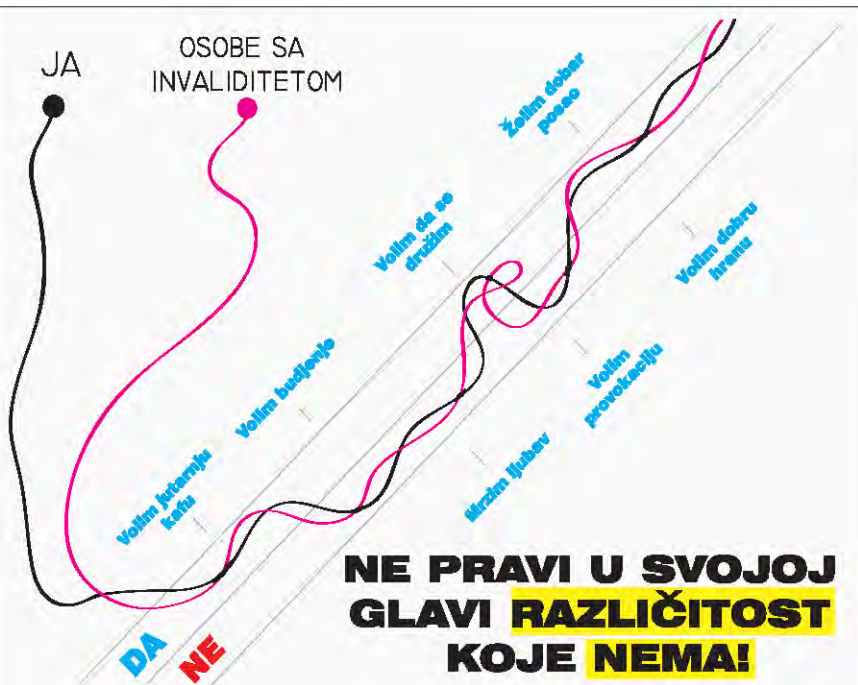 JA
OSOBE SA
INVALIDITETOM
Želim dobar
posao
Volim da se
družim
Volim dobru
hranu
Volim budjenje
Volim
provokaciju
Volim jutarnju
kafu
Mrzim ljubav
DA
NE
NE PRAVI U SVOJOJ
GLAVI RAZLIČITOST
KOJE NEMA!